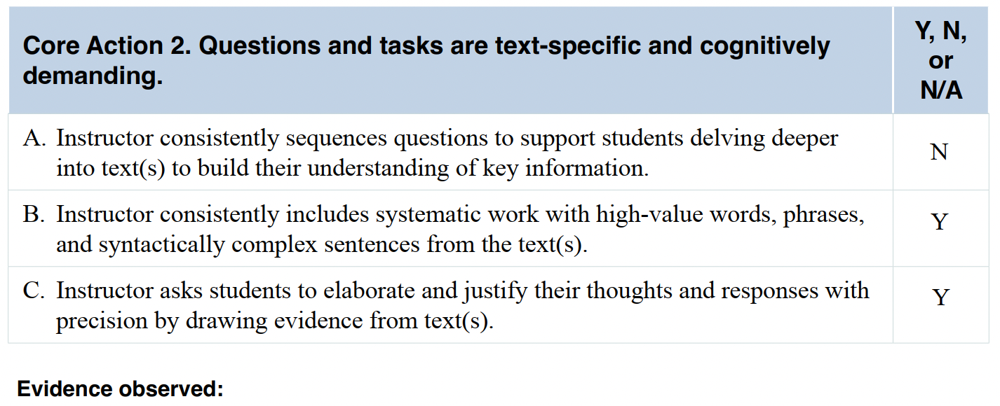 Core Action 2. Questions and tasks are text-specific and cognitively
demanding.
Y, N,
or
N/A
A. Instructor consistently sequences questions to support students delving deeper
into text(s) to build their understanding of key information.
N
B. Instructor consistently includes systematic work with high-value words, phrases,
and syntactically complex sentences from the text(s).
Y
C. Instructor asks students to elaborate and justify their thoughts and responses with
precision by drawing evidence from text(s).
Y
Evidence observed: